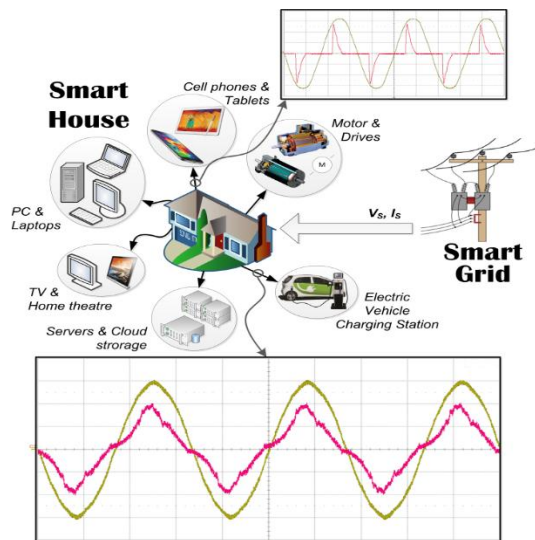 Smart
House
Cell phones &
Tablets
Motor &
Drives
M
PC &
Laptops
Vs, Is
Smart
Grid
TV &
Home theatre
Servers & Cloud
strorage
Electric
Vehicle
Charging Station